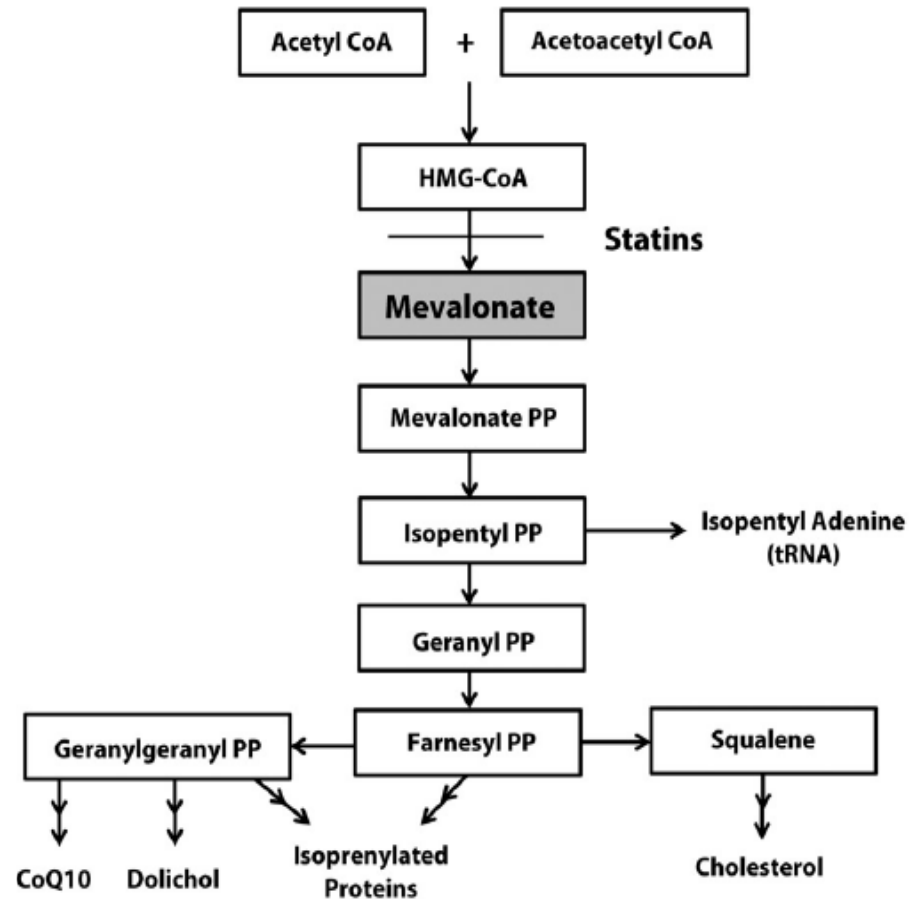 Acetyl CoA + Acetoacetyl CoA
HMG-CoA
Statins
Mevalonate
Mevalonate PP
Isopentyl PP
Isopentyl Adenine
(tRNA)
Geranyl PP
Geranylgeranyl PP
Farnesyl PP
Squalene
CoQ10
Dolichol
Isoprenylated
Proteins
Cholesterol